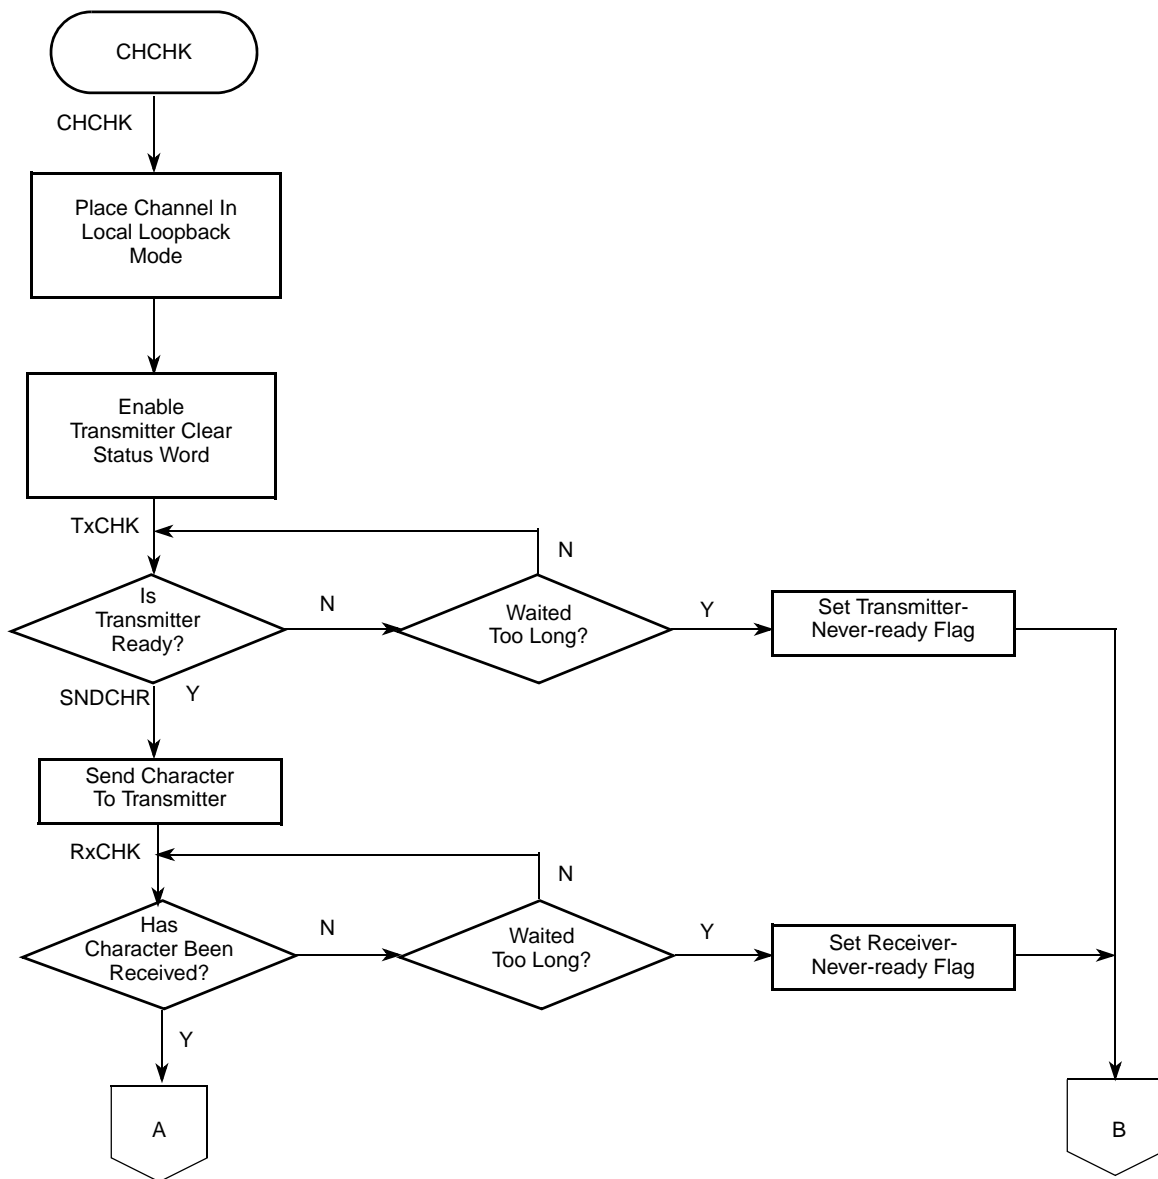 CHCHK
CHCHK
Place Channel In
Local Loopback
Mode
Enable
Transmitter Clear
Status Word
TxCHK
N
Is
Transmitter
Ready?
N
Waited
Too Long?
Y
Set Transmitter-
Never-ready Flag
SNDCHR
Y
Send Character
To Transmitter
RxCHK
N
Has
Character Been
Received?
N
Waited
Too Long?
Y
Set Receiver-
Never-ready Flag
Y
A
B